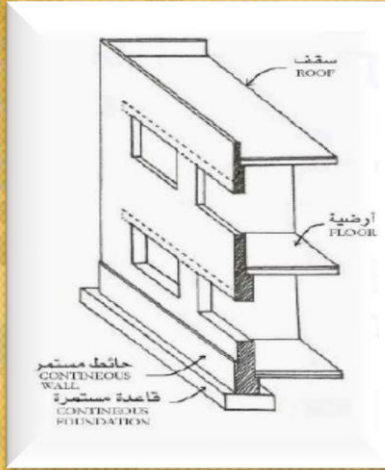 سقف
ROOF
أرضية
FLOOR
حائط مستمر
CONTINEOUS
WALL
قاعدة مستمرة
CONTINEOUS
FOUNDATION